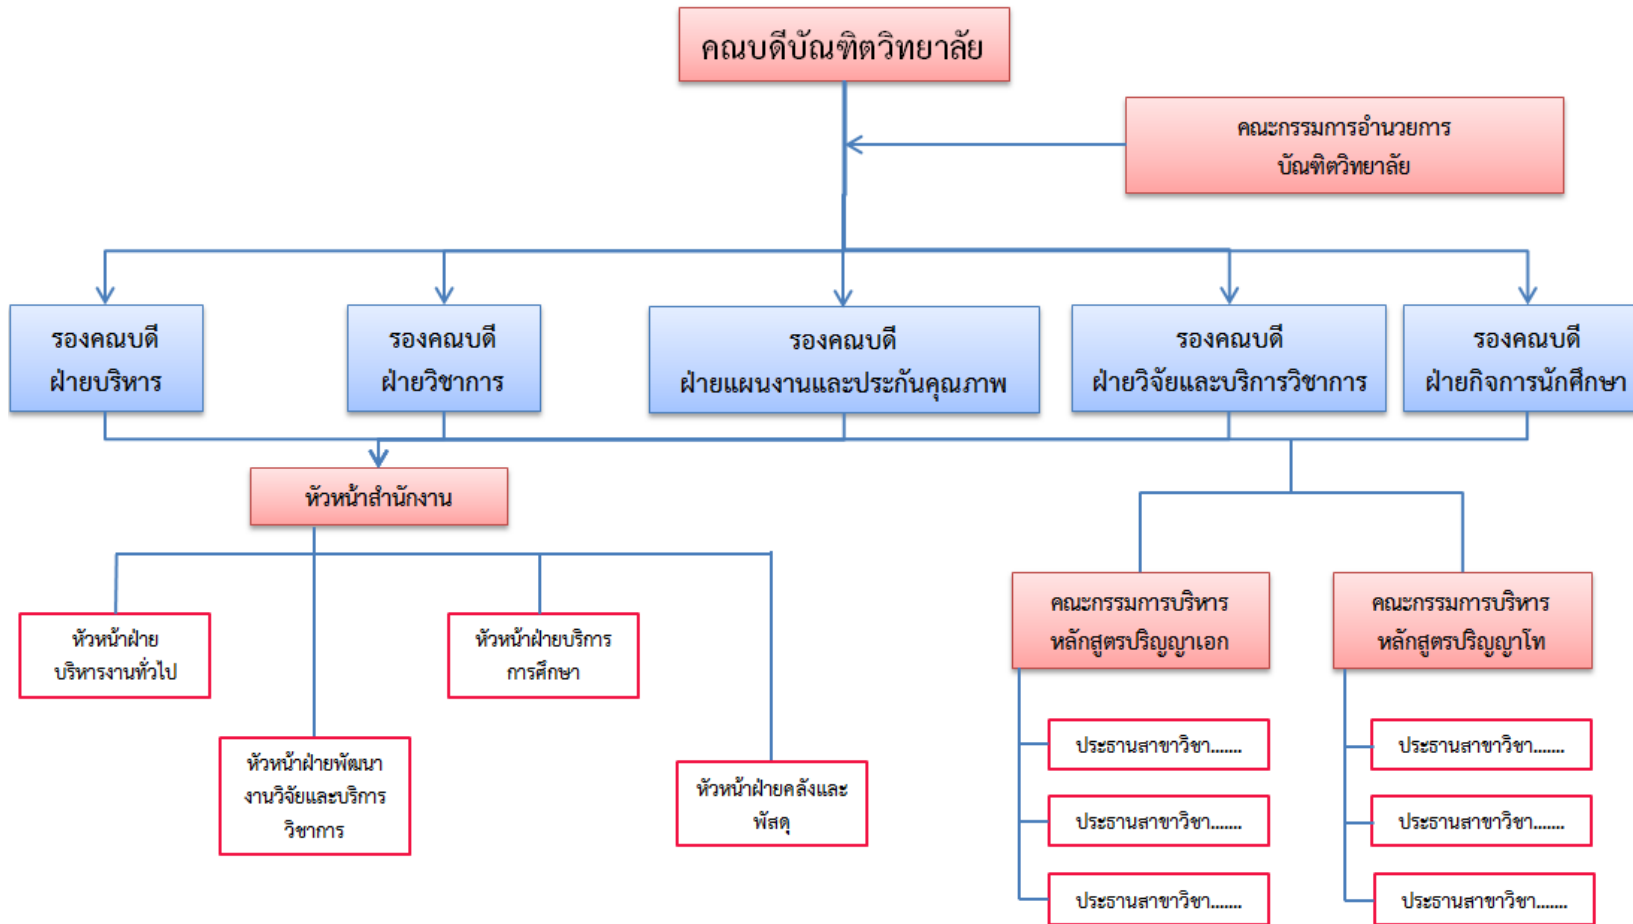 คณบดีบัณฑิตวิทยาลัย
คณะกรรมการอำนวยการ
บัณฑิตวิทยาลัย
รองคณบดี
ฝ่ายบริหาร
รองคณบดี
ฝ่ายวิชาการ
รองคณบดี
ฝ่ายแผนงานและประกันคุณภาพ
รองคณบดี
ฝ่ายวิจัยและบริการวิชาการ
รองคณบดี
ฝ่ายกิจการนักศึกษา
หัวหน้าสำนักงาน
หัวหน้าฝ่าย
บริหารงานทั่วไป
หัวหน้าฝ่ายพัฒนา
งานวิจัยและบริการ
วิชาการ
หัวหน้าฝ่ายบริการ
การศึกษา
หัวหน้าฝ่ายคลังและ
พัสดุ
คณะกรรมการบริหาร
หลักสูตรปริญญาเอก
ประธานสาขาวิชา.......
ประธานสาขาวิชา.......
ประธานสาขาวิชา.......
คณะกรรมการบริหาร
หลักสูตรปริญญาโท
ประธานสาขาวิชา.......
ประธานสาขาวิชา.......
ประธานสาขาวิชา.......